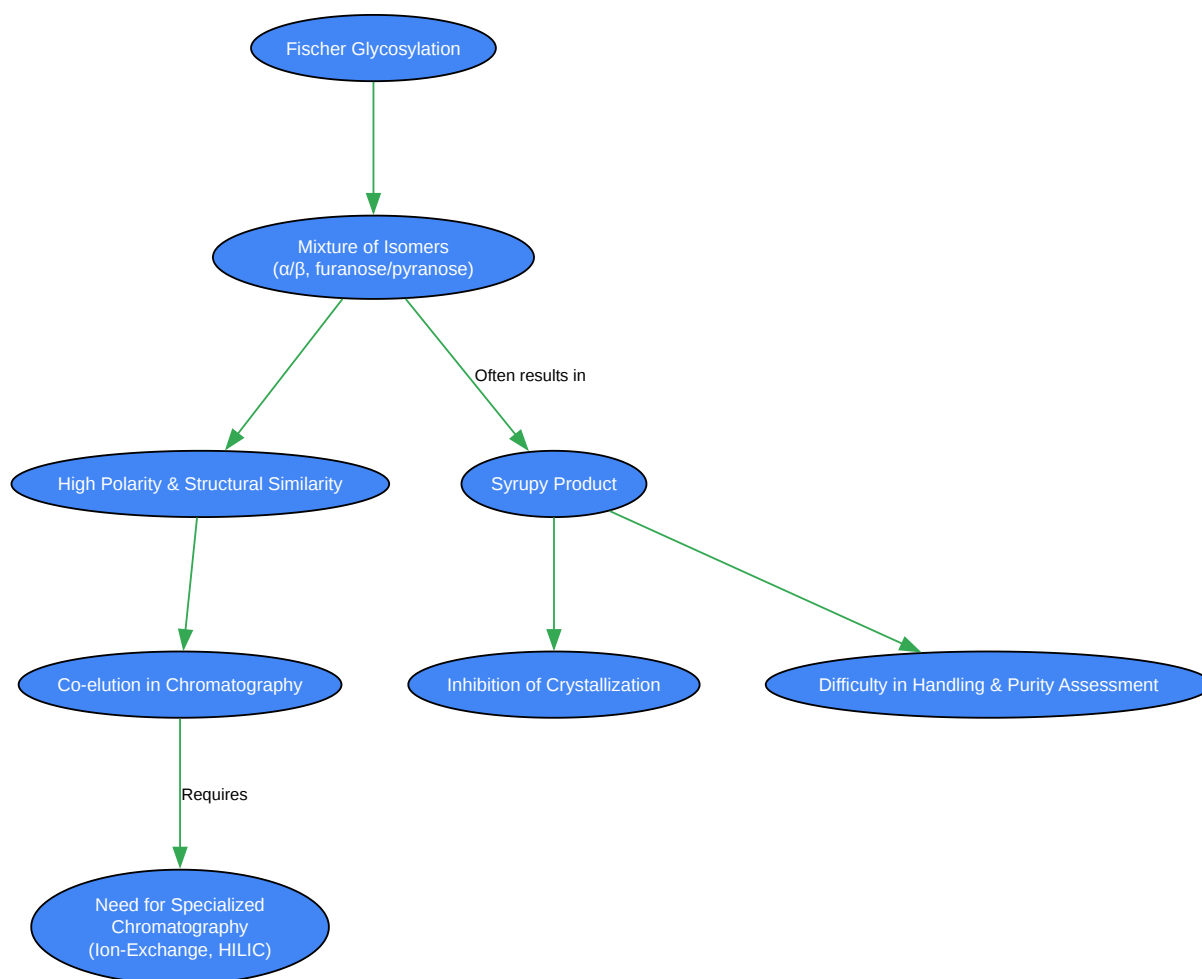 Fischer Glycosylation
Mixture of Isomers
(α/β, furanose/pyranose)
Often results in
High Polarity & Structural Similarity
Syrupy Product
Co-elution in Chromatography
Inhibition of Crystallization
Difficulty in Handling & Purity Assessment
Requires
Need for Specialized
Chromatography
(Ion-Exchange, HILIC)